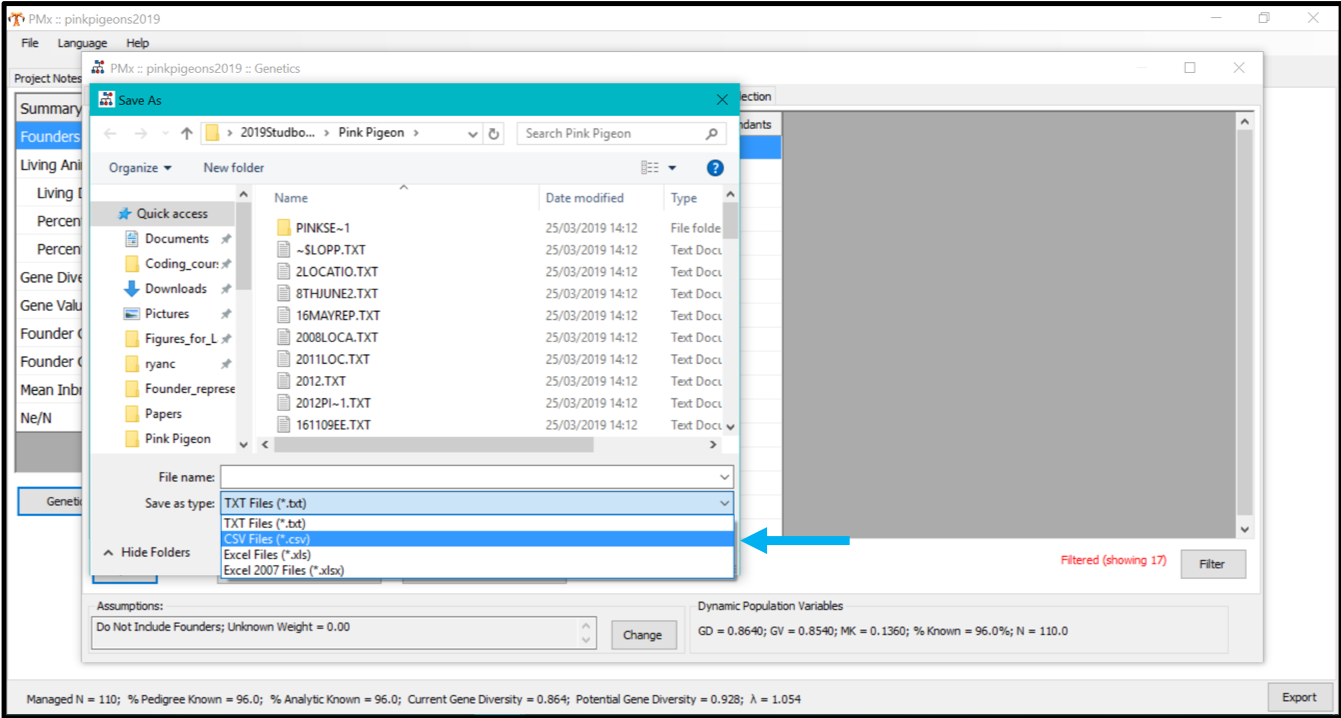 PMx :: pinkpigeons2019
File Language Help
PMx :: pinkpigeons2019 :: Genetics
Project Notes
Save As
ection
2019Studbo... > Pink Pigeon >
Search Pink Pigeon
Organize
New folder
Name
Date modified
Type
Quick access
Documents
Coding_cour:
Downloads
Pictures
Figures_for_L
ryanc
Founder_represe
Papers
Pink Pigeon
PINKSE~1 25/03/2019 14:12 File folde
~$LOPP.TXT 25/03/2019 14:12 Text Docu
2LOCATIO.TXT 25/03/2019 14:12 Text Docu
8THJUNE2.TXT 25/03/2019 14:12 Text Docu
16MAYREP.TXT 25/03/2019 14:12 Text Docu
2008LOCA.TXT 25/03/2019 14:12 Text Docu
2011LOC.TXT 25/03/2019 14:12 Text Docu
2012.TXT 25/03/2019 14:12 Text Docu
2012PI~1.TXT 25/03/2019 14:12 Text Docu
161109EE.TXT 25/03/2019 14:12 Text Docu
File name:
Save as type: TXT Files (*.txt)
TXT Files (*.txt)
CSV Files (*.csv)
Excel Files (*.xls)
Excel 2007 Files (*.xlsx)
Hide Folders
Summary
Founders
Living Ani
Living D
Percen
Percen
Gene Dive
Gene Valu
Founder G
Founder G
Mean Inbr
Ne/N
Genetic
ndants
Filtered (showing 17)
Filter
Assumptions:
Do Not Include Founders; Unknown Weight = 0.00
Change
Dynamic Population Variables
GD = 0.8640; GV = 0.8540; MK = 0.1360; % Known = 96.0%; N = 110.0
Managed N = 110; % Pedigree Known = 96.0; % Analytic Known = 96.0; Current Gene Diversity = 0.864; Potential Gene Diversity = 0.928; λ = 1.054
Export